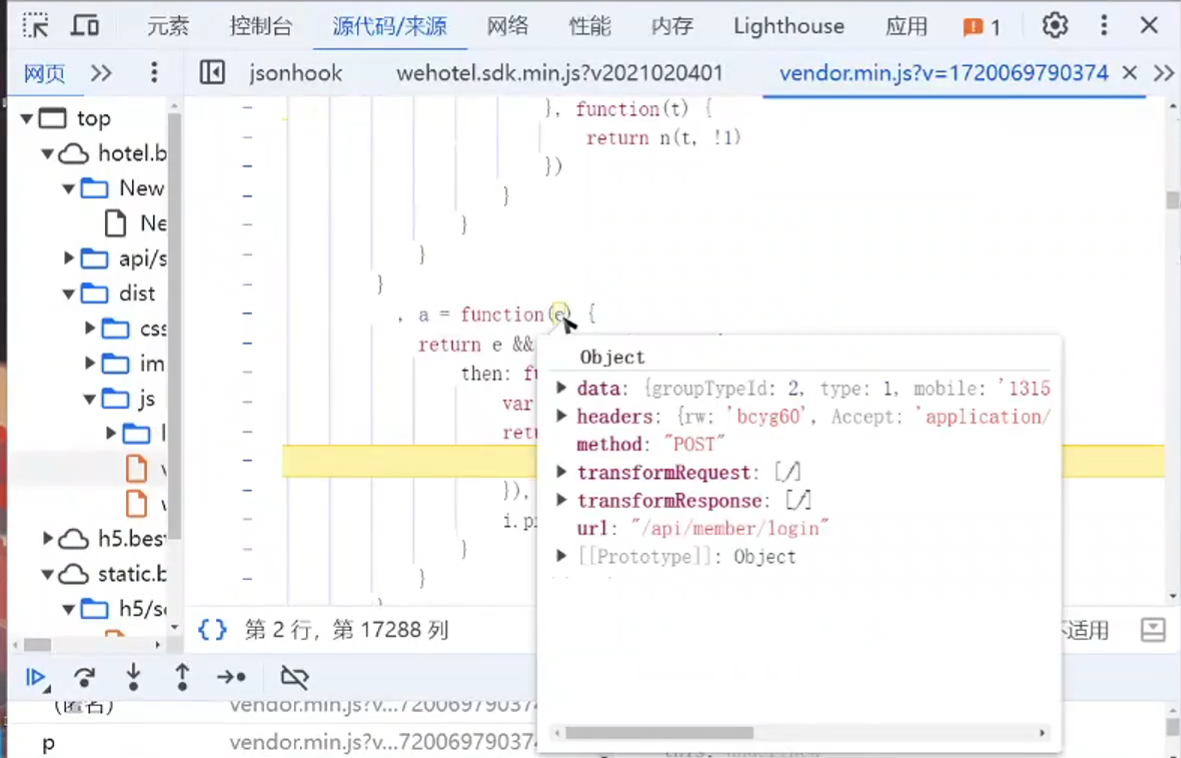 元素 控制台 源代码/来源 网络 性能 内存 Lighthouse 应用 1
网页 jsonhook wehotel.sdk.min.js?v2021020401 vendor.min.js?v=1720069790374
top
hotel.b
New
Ne
api/s
dist
css
im
js
l
h5.bes
static.b
h5/se
}, function(t) {
return n(t, !1)
})
}
}
}
}
, a = function(e) {
return e &&
then: fu
var
retu
}),
i.pr
}
}
Object
data: {groupTypeId: 2, type: 1, mobile: '1315
headers: {rw: 'bcyg60', Accept: 'application/
method: "POST"
transformRequest: [ƒ]
transformResponse: [ƒ]
url: "/api/member/login"
[[Prototype]]: Object
{} 第 2 行，第 17288 列
适用
(匿名) vendor.min.js?v...72006979037
p vendor.min.js?v...72006979037